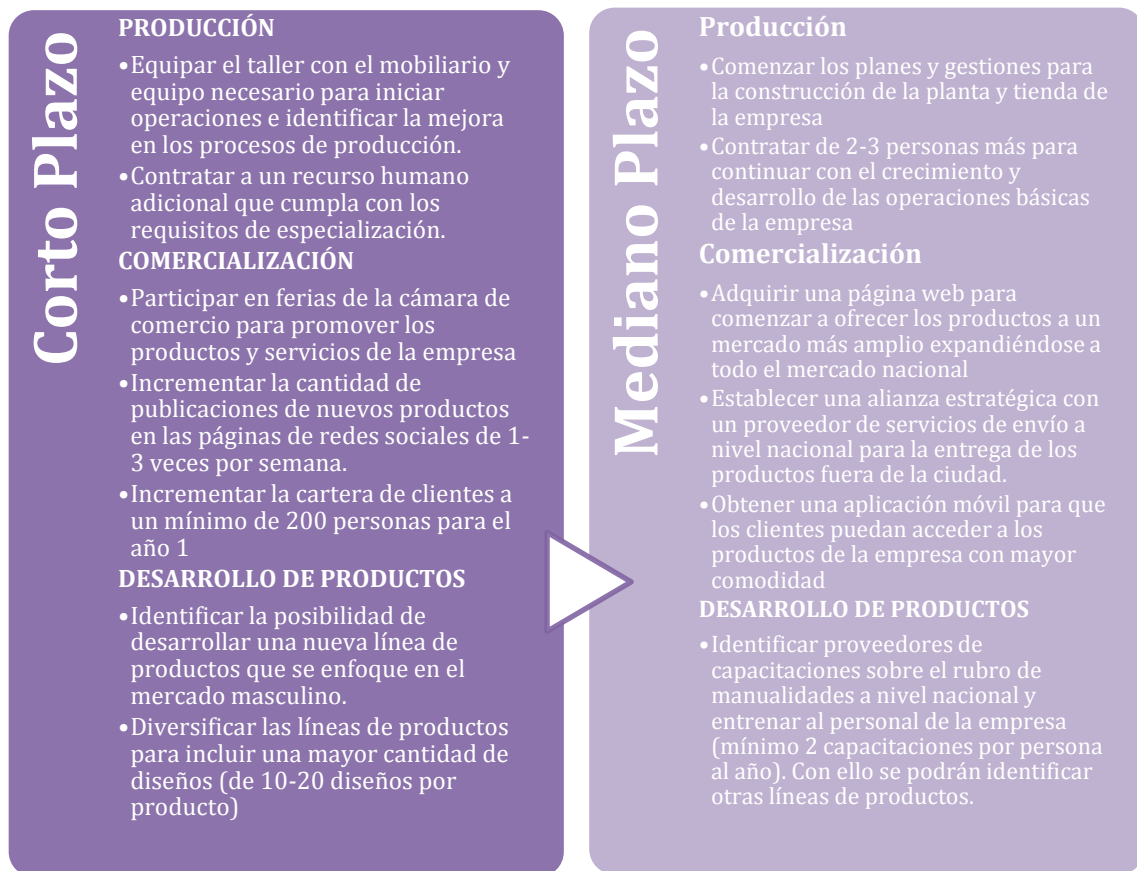 Corto Plazo
PRODUCCIÓN
•Equipar el taller con el mobiliario y
equipo necesario para iniciar
operaciones e identificar la mejora
en los procesos de producción.
•Contratar a un recurso humano
adicional que cumpla con los
requisitos de especialización.
COMERCIALIZACIÓN
•Participar en ferias de la cámara de
comercio para promover los
productos y servicios de la empresa
•Incrementar la cantidad de
publicaciones de nuevos productos
en las páginas de redes sociales de 1-
3 veces por semana.
•Incrementar la cartera de clientes a
un mínimo de 200 personas para el
año 1
DESARROLLO DE PRODUCTOS
•Identificar la posibilidad de
desarrollar una nueva línea de
productos que se enfoque en el
mercado masculino.
•Diversificar las líneas de productos
para incluir una mayor cantidad de
diseños (de 10-20 diseños por
producto)
Mediano Plazo
Producción
•Comenzar los planes y gestiones para
la construcción de la planta y tienda de
la empresa
•Contratar de 2-3 personas más para
continuar con el crecimiento y
desarrollo de las operaciones básicas
de la empresa
Comercialización
•Adquirir una página web para
comenzar a ofrecer los productos a un
mercado más amplio expandiéndose a
todo el mercado nacional
•Establecer una alianza estratégica con
un proveedor de servicios de envío a
nivel nacional para la entrega de los
productos fuera de la ciudad.
•Obtener una aplicación móvil para que
los clientes puedan acceder a los
productos de la empresa con mayor
comodidad
DESARROLLO DE PRODUCTOS
•Identificar proveedores de
capacitaciones sobre el rubro de
manualidades a nivel nacional y
entrenar al personal de la empresa
(mínimo 2 capacitaciones por persona
al año). Con ello se podrán identificar
otras líneas de productos.